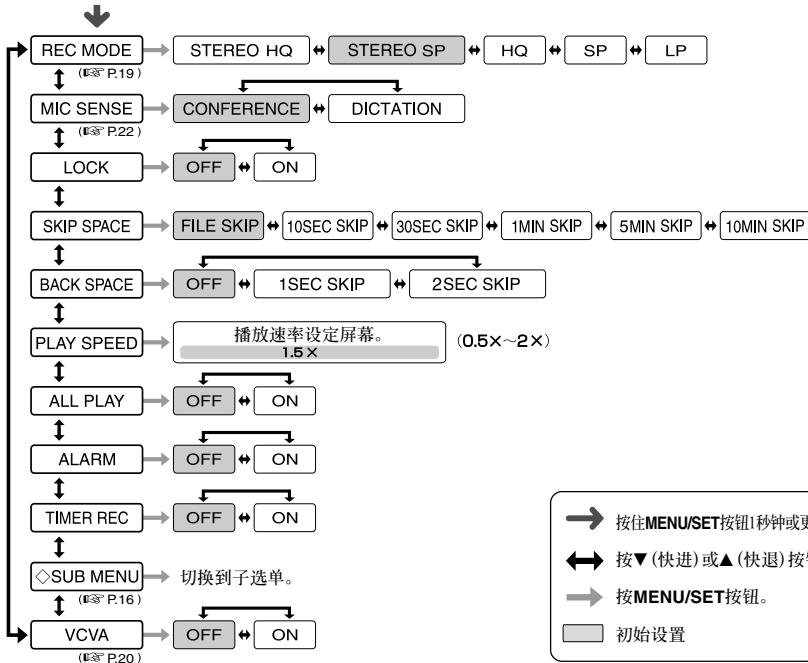 REC MODE STEREO HQ STEREO SP HQ SP LP
(☞ P.19)
MIC SENSE CONFERENCE DICTATION
(☞ P.22)
LOCK OFF ON
SKIP SPACE FILE SKIP 10SEC SKIP 30SEC SKIP 1MIN SKIP 5MIN SKIP 10MIN SKIP
BACK SPACE OFF 1SEC SKIP 2SEC SKIP
PLAY SPEED 播放速率设定屏幕。 (0.5×～2×)
1.5×
ALL PLAY OFF ON
ALARM OFF ON
TIMER REC OFF ON
◇SUB MENU 切换到子选单。
(☞ P.16)
VCVA OFF ON
(☞ P.20)
按住MENU/SET按钮1秒钟或
按▼(快进)或▲(快退)按
按MENU/SET按钮。
初始设置